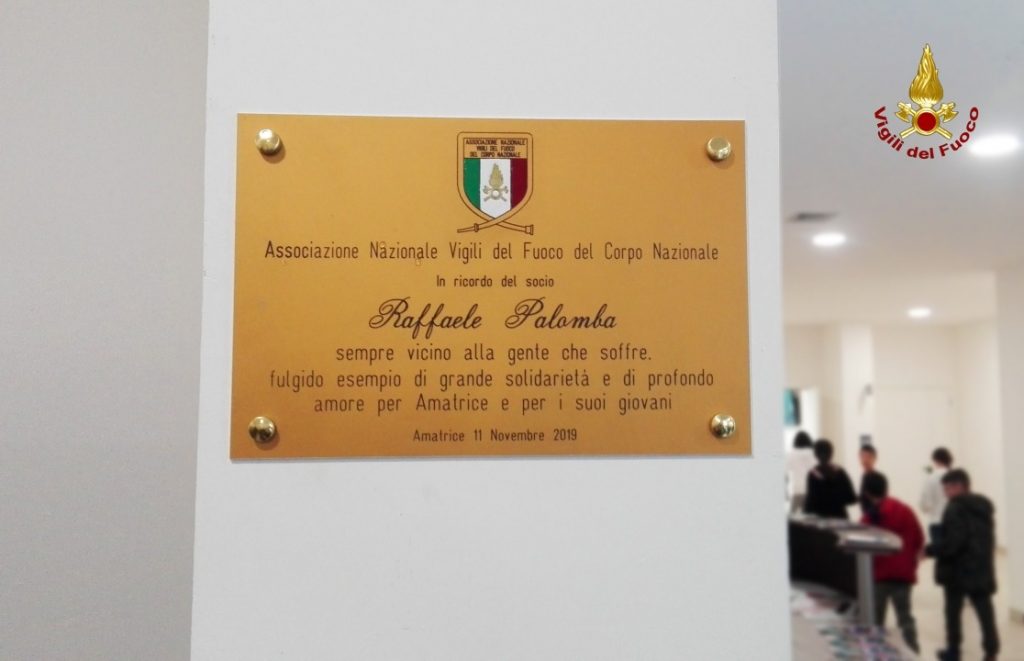 ASSOCIAZIONE NAZIONALE
VIGILI DEL FUOCO
DEL CORPO NAZIONALE
Associazione Nazionale Vigili del Fuoco del Corpo Nazionale
In ricordo del socio
Raffaele Palomba
sempre vicino alla gente che soffre.
fulgido esempio di grande solidarietà e di profondo
amore per Amatrice e per i suoi giovani
Amatrice 11 Novembre 2019
Vigili del Fuoco